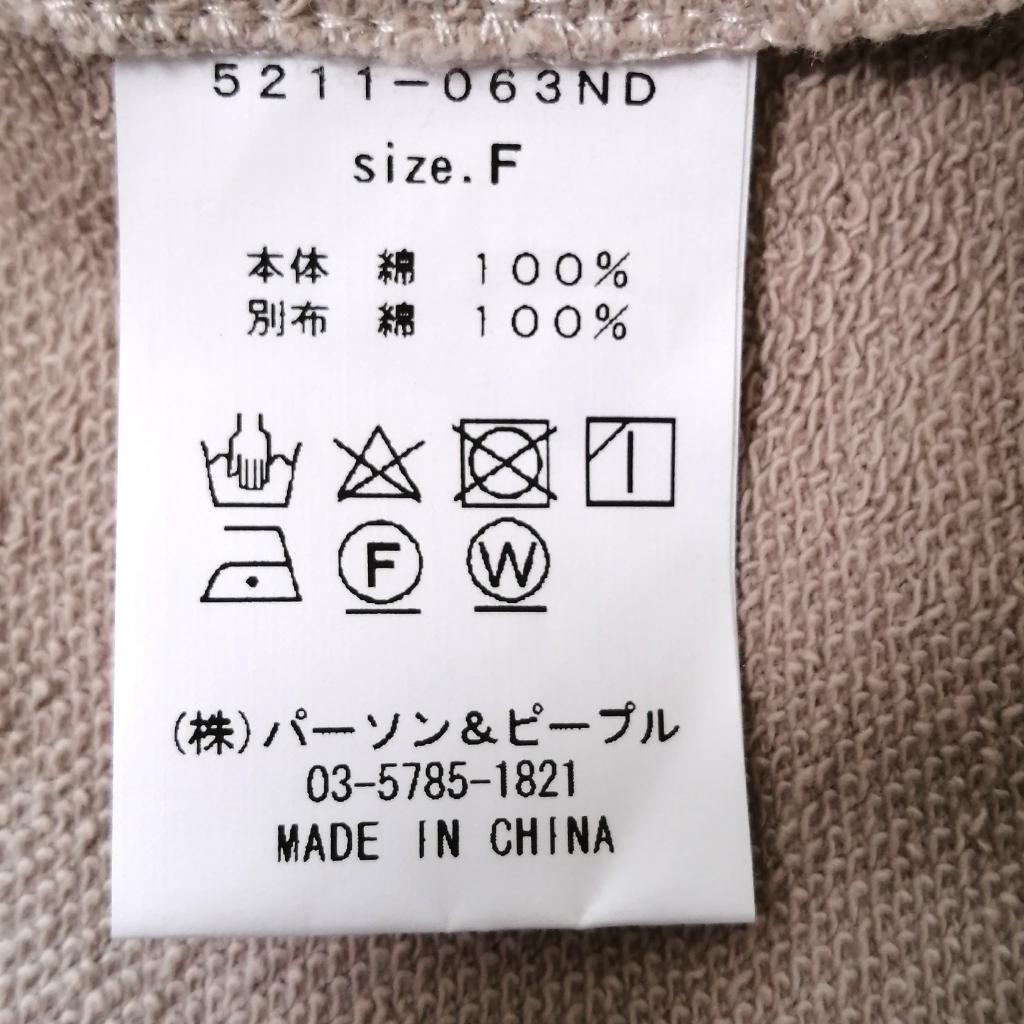 5211-063ND
size.F
本体 綿 100%
別布 綿 100%
F W
(株)パーソン&ピープル
03-5785-1821
MADE IN CHINA